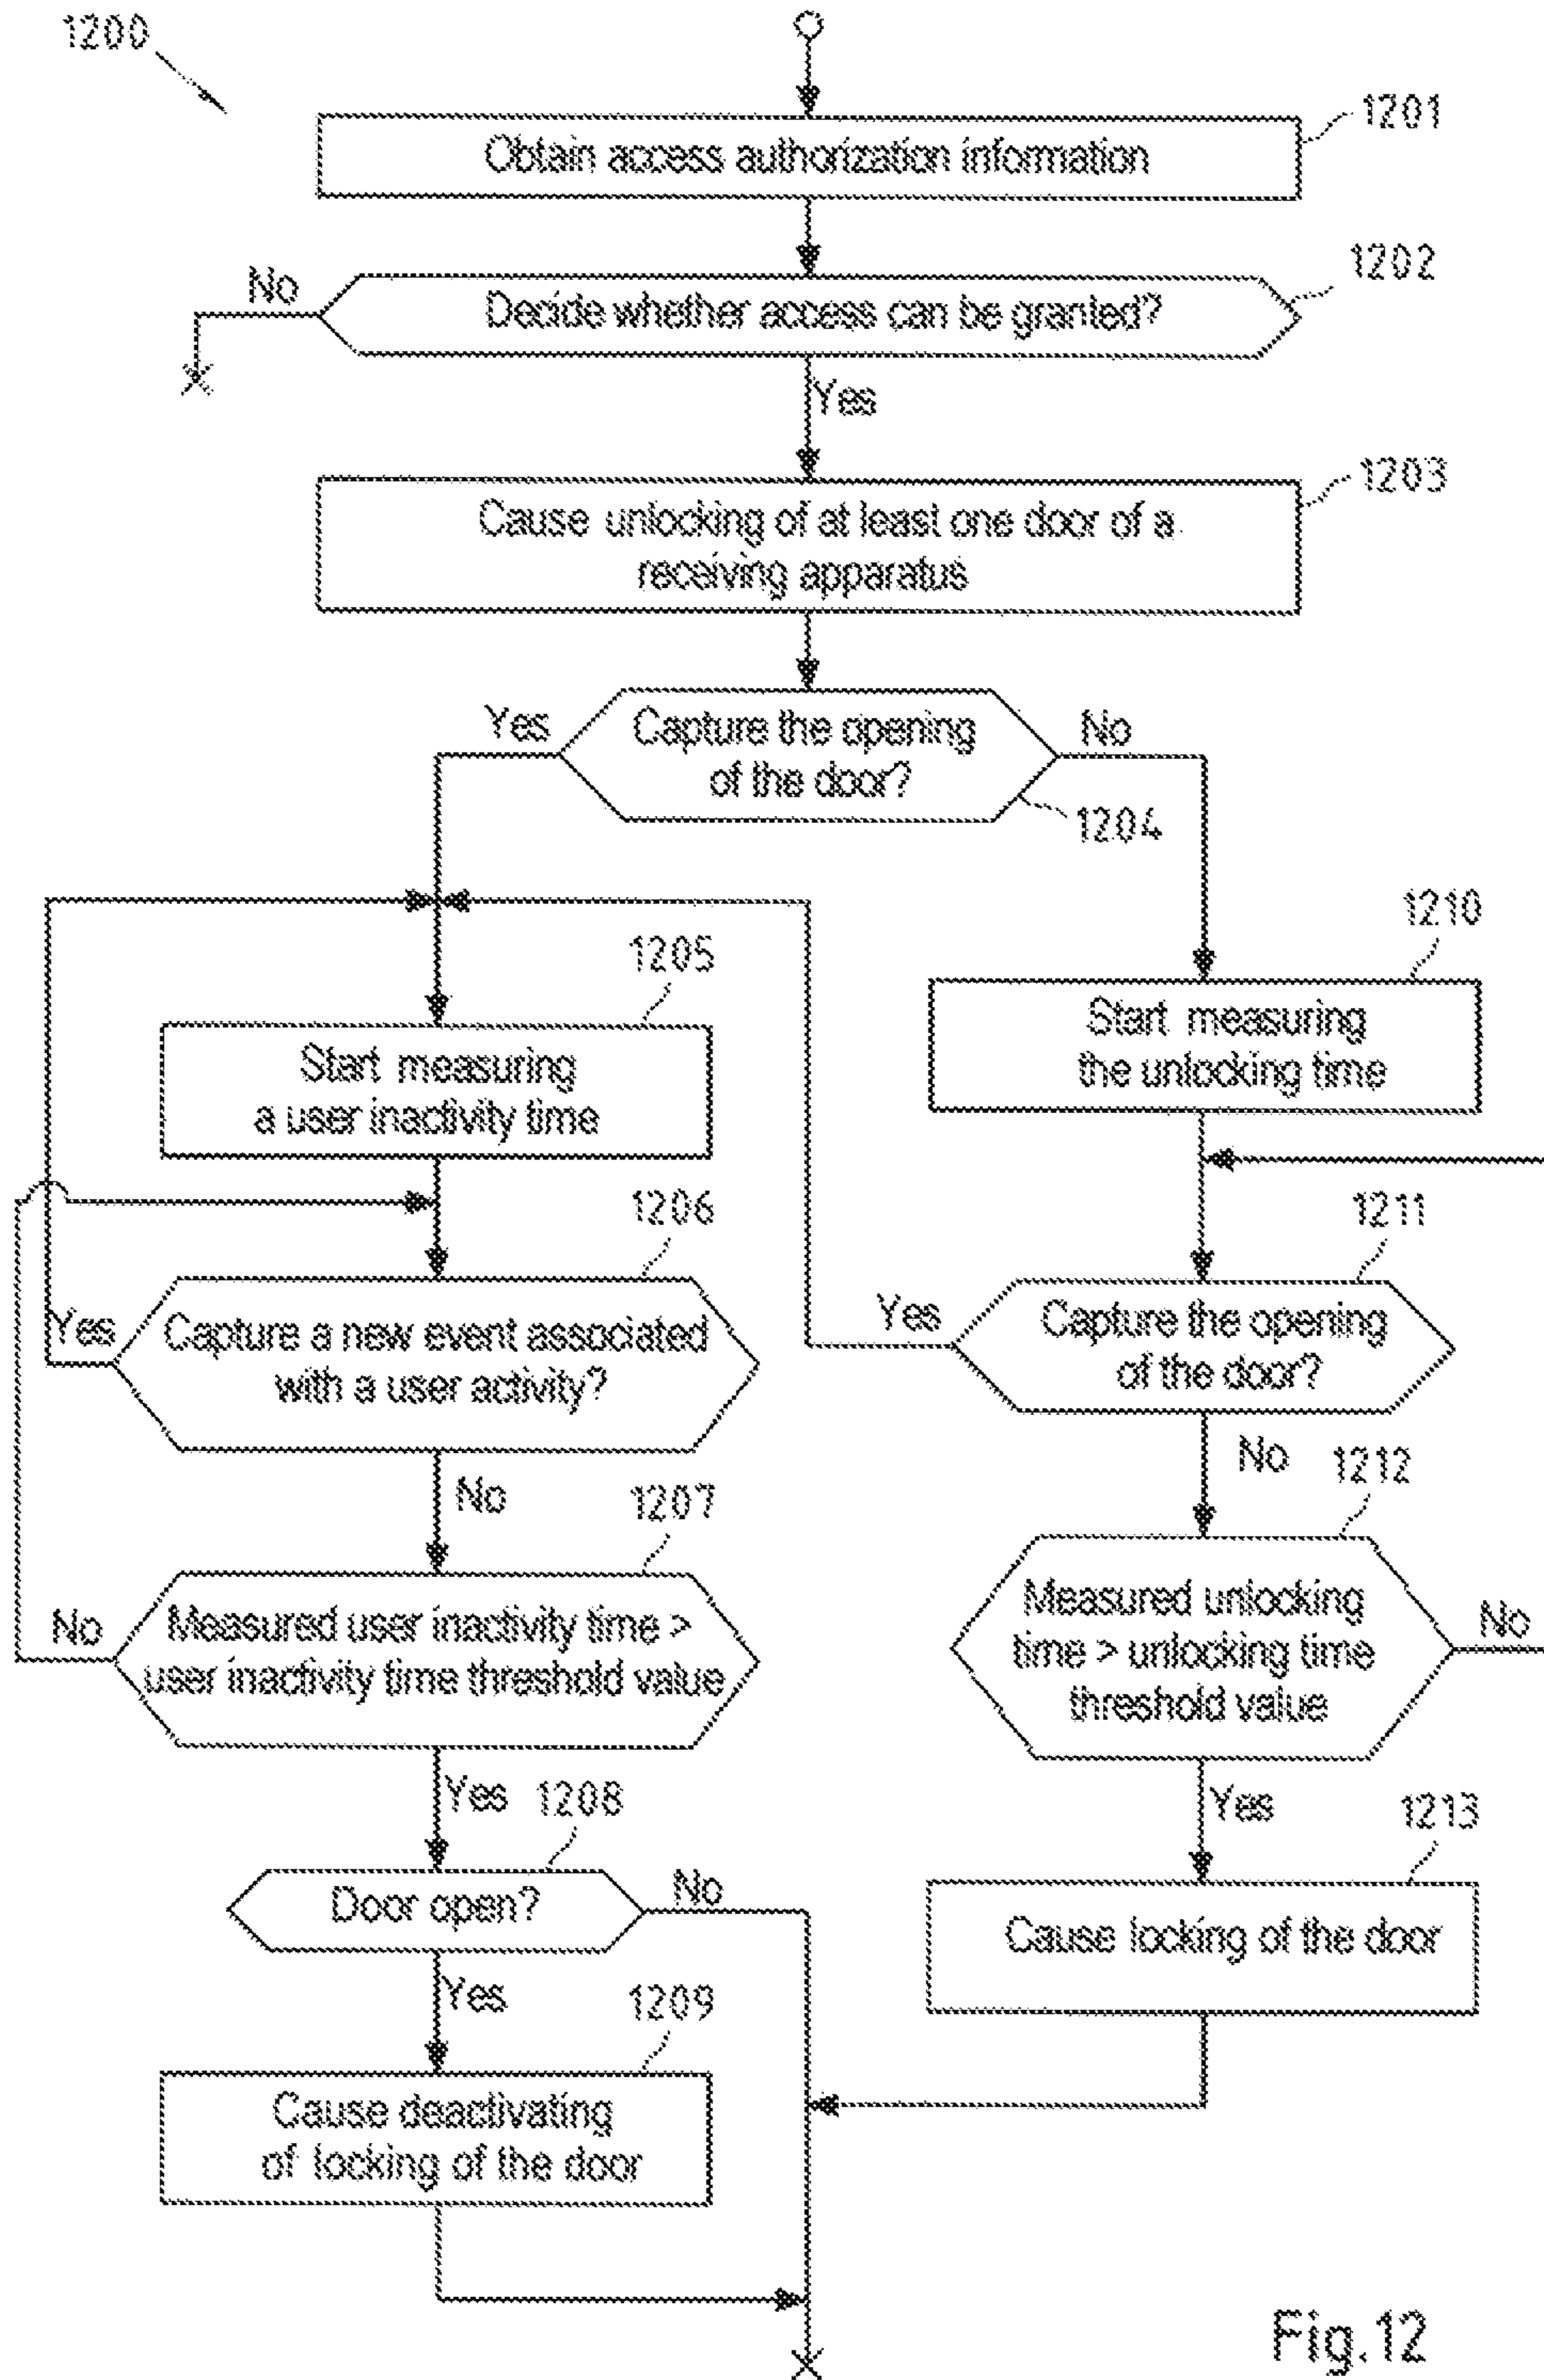 1200
1201
Obtain access authorization information
1202
No
Decide whether access can be granted?
Yes
1203
Cause unlocking of at least one door of a
receiving apparatus
Yes
Capture the opening
of the door?
No
1204
1205
Start measuring
a user inactivity time
1210
Start measuring
the unlocking time
1206
Yes
Capture a new event associated
with a user activity?
No
1211
Yes
Capture the opening
of the door?
No
1207
No
Measured user inactivity time >
user inactivity time threshold value
Yes
1212
Measured unlocking
time > unlocking time
threshold value
No
Yes
1208
Door open?
No
Yes
1213
Cause locking of the door
1209
Cause deactivating
of locking of the door
Fig.12